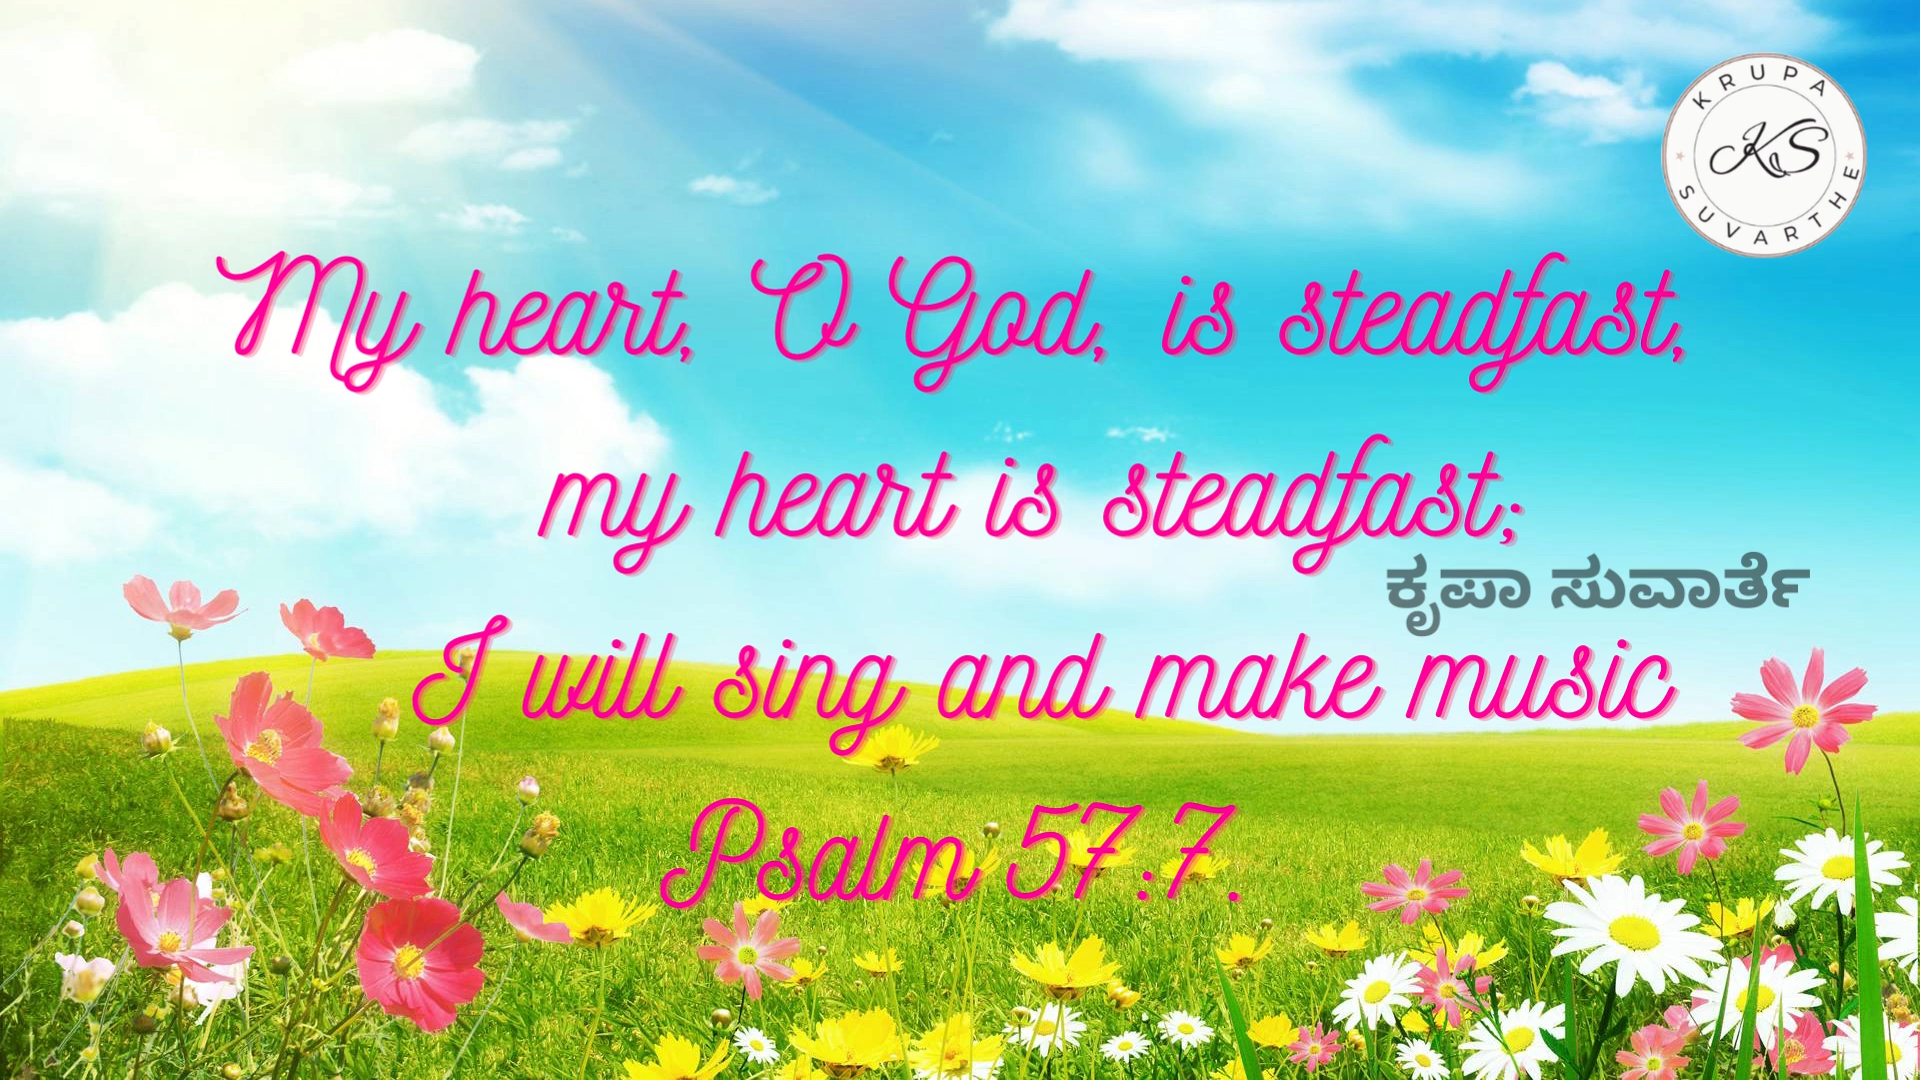 KRUPA
KS
SUVARTHE
My heart, O God, is steadfast,
my heart is steadfast;
ಕೃಪಾ ಸುವಾರ್ತೆ
I will sing and make music
Psalm 57:7.